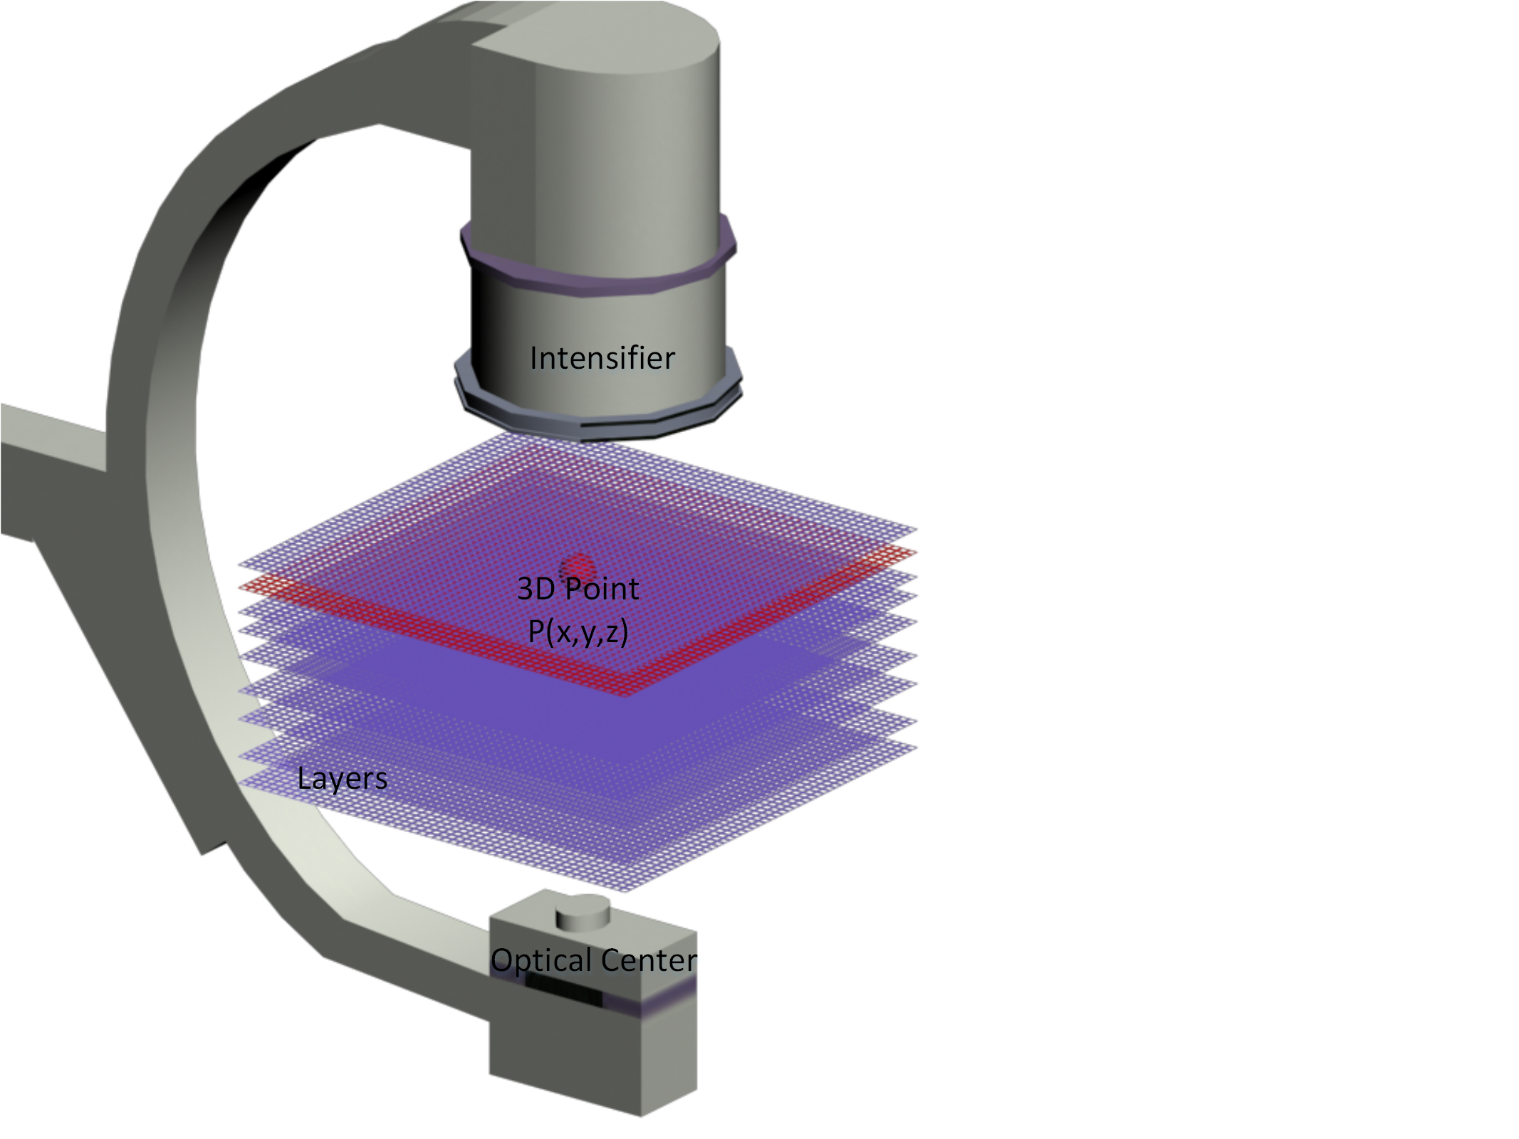 Intensifier
3D Point
P(x,y,z)
Layers
Optical Center